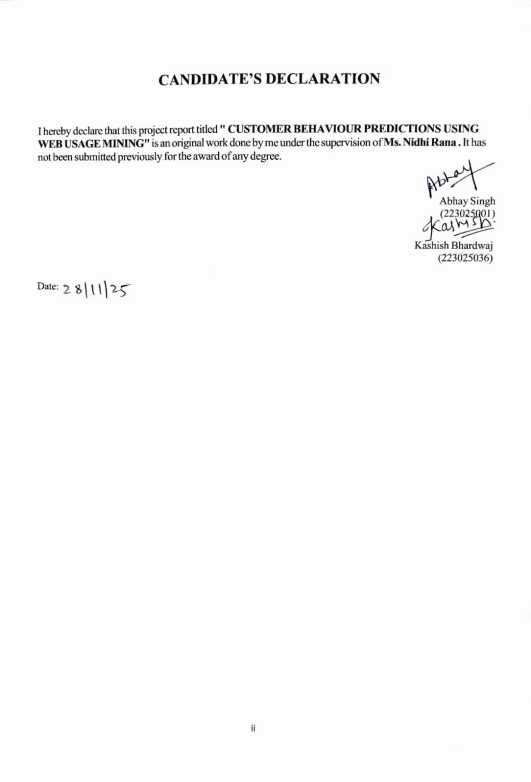 CANDIDATE'S DECLARATION
I hereby declare that this project report titled " CUSTOMER BEHAVIOUR PREDICTIONS USING
WEB USAGE MINING" is an original work done by me under the supervision of Ms. Nidhi Rana . It has
not been submitted previously for the award of any degree.
Abhay
Abhay Singh
(223025001)
Kashish.
Kashish Bhardwaj
(223025036)
Date: 28/11/25
ii